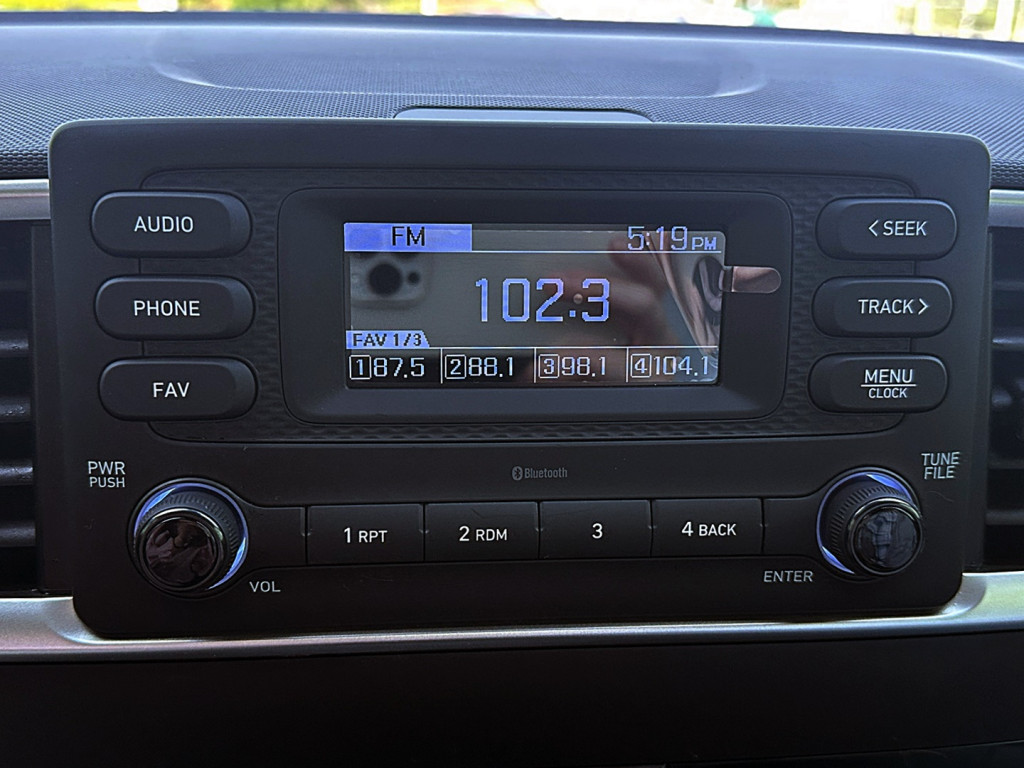 AUDIO
PHONE
FAV
FM 5:19 PM
102.3
FAV 1/3
1 87.5 2 88.1 3 98.1 4 104.1
< SEEK
TRACK >
MENU
CLOCK
Bluetooth
PWR
PUSH
VOL
1 RPT 2 RDM 3 4 BACK
TUNE
FILE
ENTER